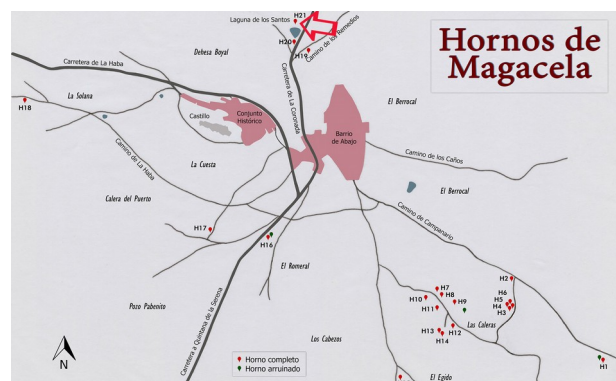 Hornos de
Magacela
H21
Laguna de los Santos
H20
H19
Camino de los Remedios
Dehesa Boyal
Carretera de La Haba
Carretera de La Coronada
La Solana
H18
Castillo
Conjunto
Histórico
Barrio
de Abajo
El Berrocal
Camino de La Haba
La Cuesta
Camino de los Caños
Calera del Puerto
El Berrocal
H17
H16
Camino de Campanario
El Romeral
H2
H7
H8
H10
H9
H6
H5
H4
H3
H11
Pozo Pabenito
Carretera a Quintana de la Serena
H13
H14
H12
Las Caleras
Los Cabezos
N
Horno completo
Horno arruinado
H1
El Egido